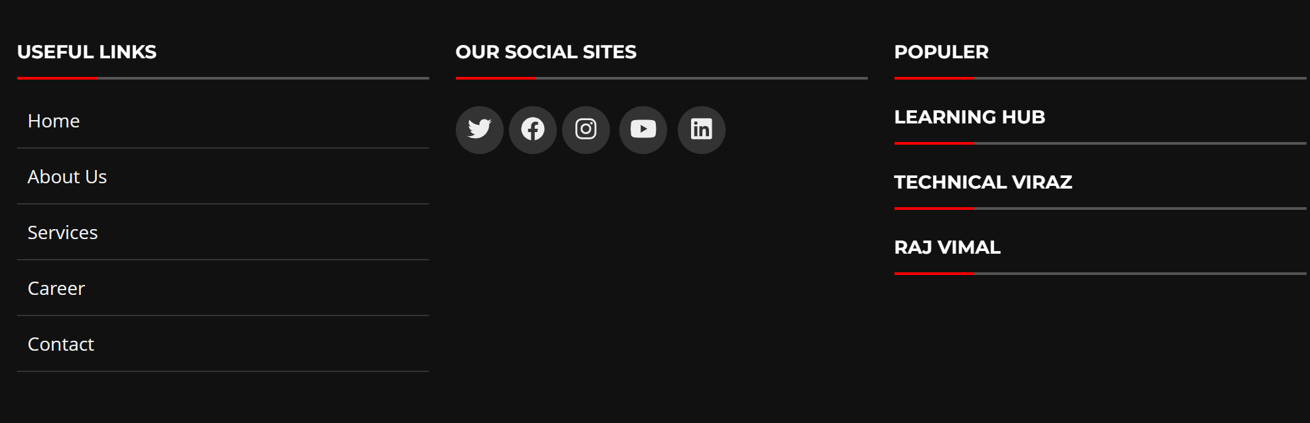 USEFUL LINKS
Home
About Us
Services
Career
Contact
OUR SOCIAL SITES
POPULER
LEARNING HUB
TECHNICAL VIRAZ
RAJ VIMAL